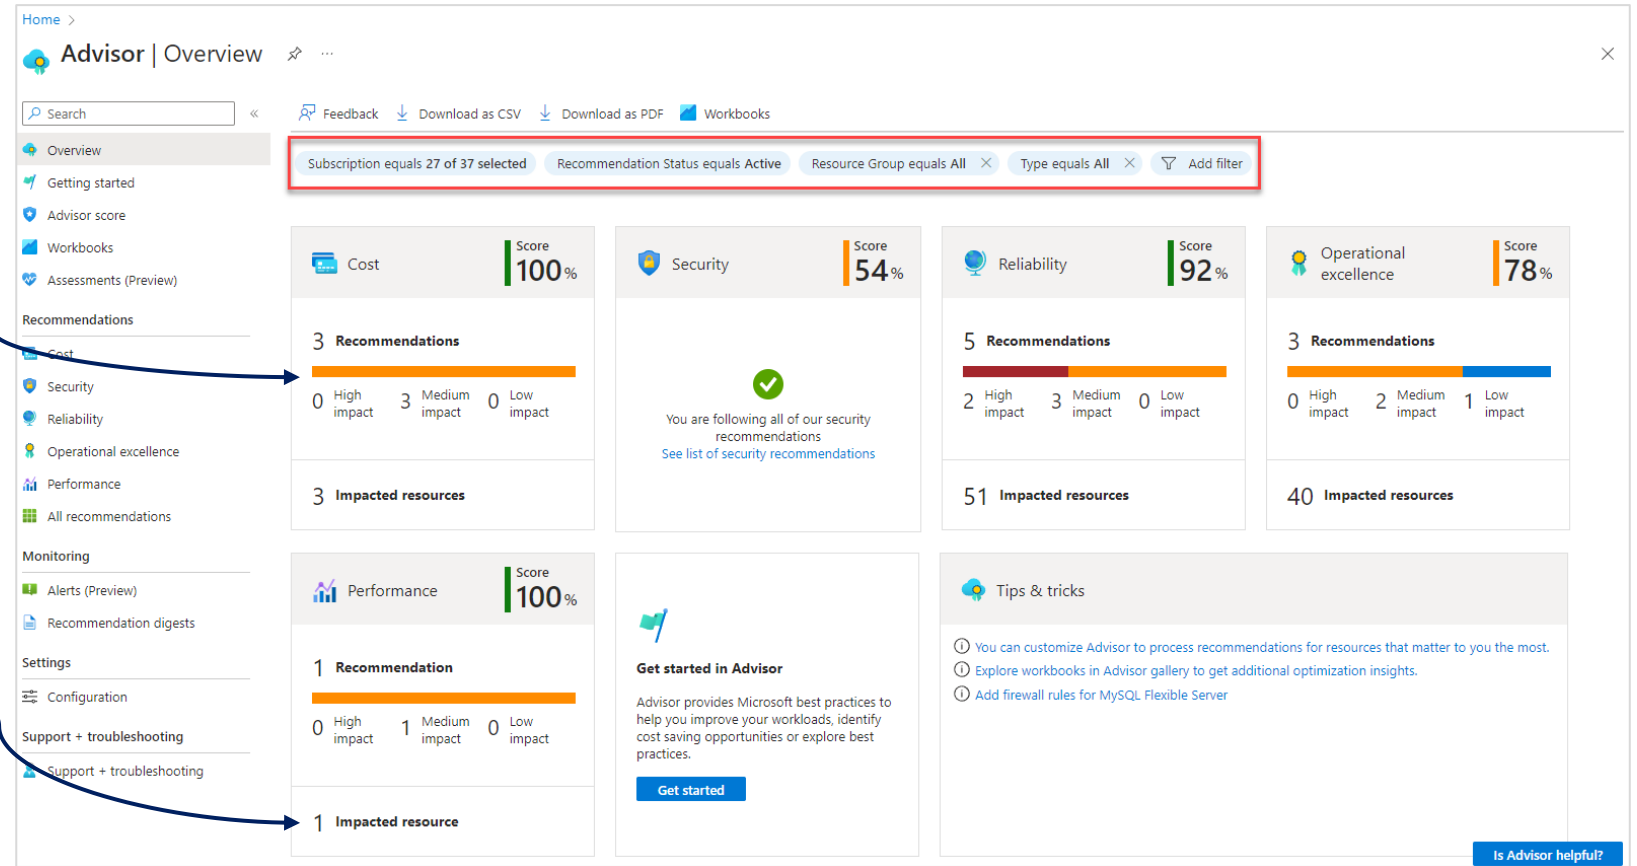 Home >
Advisor | Overview ...
Search «
Feedback Download as CSV Download as PDF Workbooks
Overview
Getting started
Advisor score
Workbooks
Assessments (Preview)
Recommendations
Cost
Security
Reliability
Operational excellence
Performance
All recommendations
Monitoring
Alerts (Preview)
Recommendation digests
Settings
Configuration
Support + troubleshooting
Support + troubleshooting
Subscription equals 27 of 37 selected Recommendation Status equals Active Resource Group equals All Type equals All Add filter
Cost
Score
100%
3 Recommendations
0 High impact 3 Medium impact 0 Low impact
3 Impacted resources
Security
Score
54%
You are following all of our security
recommendations
See list of security recommendations
Reliability
Score
92%
5 Recommendations
2 High impact 3 Medium impact 0 Low impact
51 Impacted resources
Operational
excellence
Score
78%
3 Recommendations
0 High impact 2 Medium impact 1 Low impact
40 Impacted resources
Performance
Score
100%
1 Recommendation
0 High impact 1 Medium impact 0 Low impact
1 Impacted resource
Get started in Advisor
Advisor provides Microsoft best practices to
help you improve your workloads, identify
cost saving opportunities or explore best
practices.
Get started
Tips & tricks
You can customize Advisor to process recommendations for resources that matter to you the most.
Explore workbooks in Advisor gallery to get additional optimization insights.
Add firewall rules for MySQL Flexible Server
Is Advisor helpful?